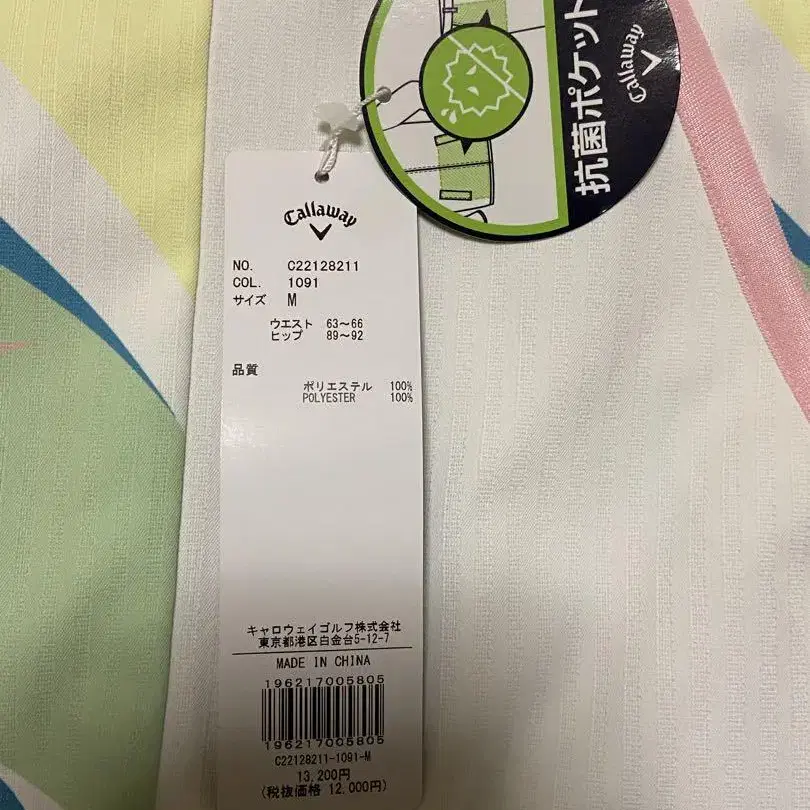 抗菌ポケット
Callaway
Callaway
NO. C22128211
COL. 1091
サイズ M
ウエスト 63～66
ヒップ 89～92
品質
ポリエステル 100%
POLYESTER 100%
キャロウェイゴルフ株式会社
東京都港区白金台5-12-7
MADE IN CHINA
196217005805
196217005805
C22128211-1091-M
13,200円
(税抜価格 12,000円)